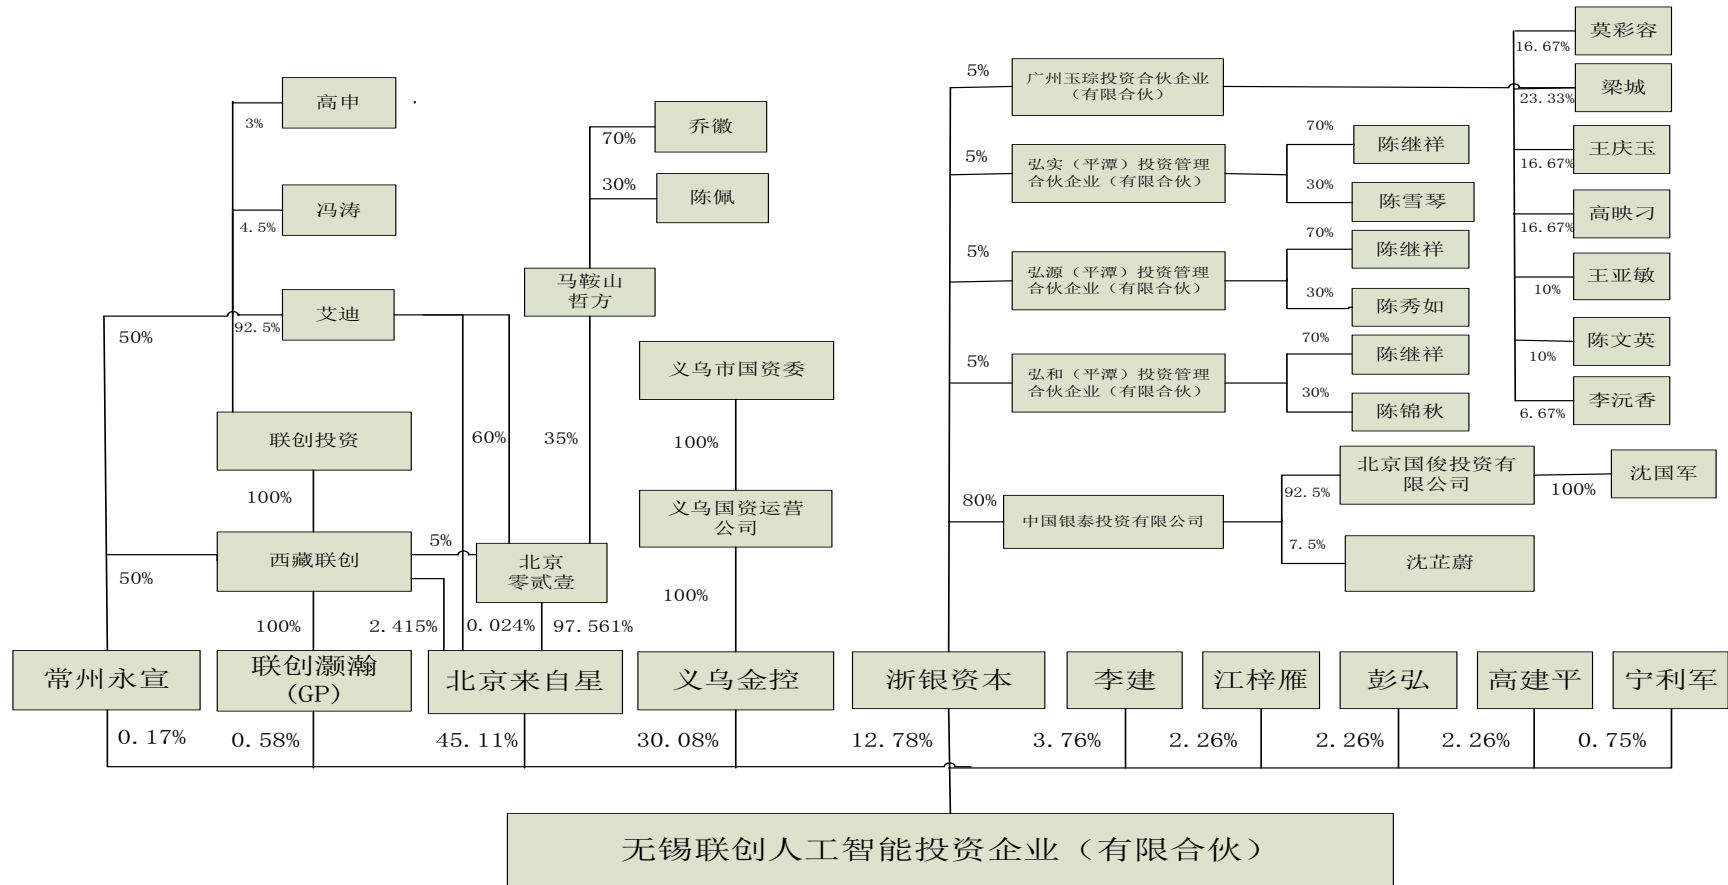 莫彩容
16.67%
高申
3%
5%
广州玉琮投资合伙企业
（有限合伙）
梁城
23.33%
乔徽
70%
70%
陈继祥
王庆玉
16.67%
5%
弘实（平潭）投资管理
合伙企业（有限合伙）
30%
陈佩
30%
陈雪琴
冯涛
4.5%
高映刁
16.67%
70%
陈继祥
5%
弘源（平潭）投资管理
合伙企业（有限合伙）
马鞍山
哲方
王亚敏
10%
30%
陈秀如
艾迪
92.5%
50%
70%
陈继祥
陈文英
10%
义乌市国资委
5%
弘和（平潭）投资管理
合伙企业（有限合伙）
30%
陈锦秋
李沅香
6.67%
联创投资
60%
35%
100%
北京国俊投资有
限公司
92.5%
100%
沈国军
100%
义乌国资运营
公司
80%
中国银泰投资有限公司
7.5%
沈芷蔚
西藏联创
5%
北京
零贰壹
50%
100%
100%
2.415%
0.024%
97.561%
常州永宣
联创灏瀚
(GP)
北京来自星
义乌金控
浙银资本
李建
江梓雁
彭弘
高建平
宁利军
0.17%
0.58%
45.11%
30.08%
12.78%
3.76%
2.26%
2.26%
2.26%
0.75%
无锡联创人工智能投资企业（有限合伙）